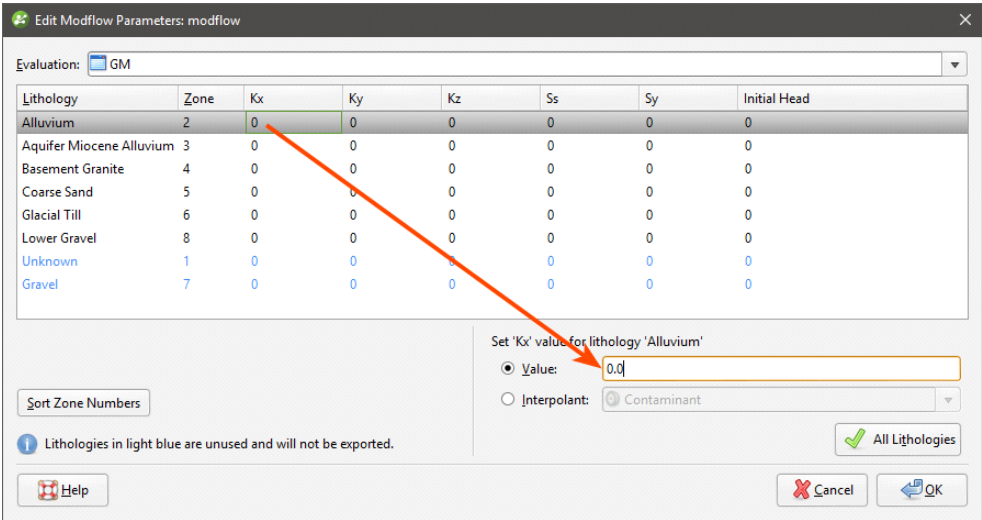 Edit Modflow Parameters: modflow
Evaluation: GM
Lithology Zone Kx Ky Kz Ss Sy Initial Head
Alluvium 2 0 0 0 0 0 0
Aquifer Miocene Alluvium 3 0 0 0 0 0 0
Basement Granite 4 0 0 0 0 0 0
Coarse Sand 5 0 0 0 0 0 0
Glacial Till 6 0 0 0 0 0 0
Lower Gravel 8 0 0 0 0 0 0
Unknown 1 0 0 0 0 0 0
Gravel 7 0 0 0 0 0 0
Set 'Kx' value for lithology 'Alluvium'
Value: 0.0
Interpolant: Contaminant
Sort Zone Numbers
All Lithologies
Lithologies in light blue are unused and will not be exported.
Help Cancel OK